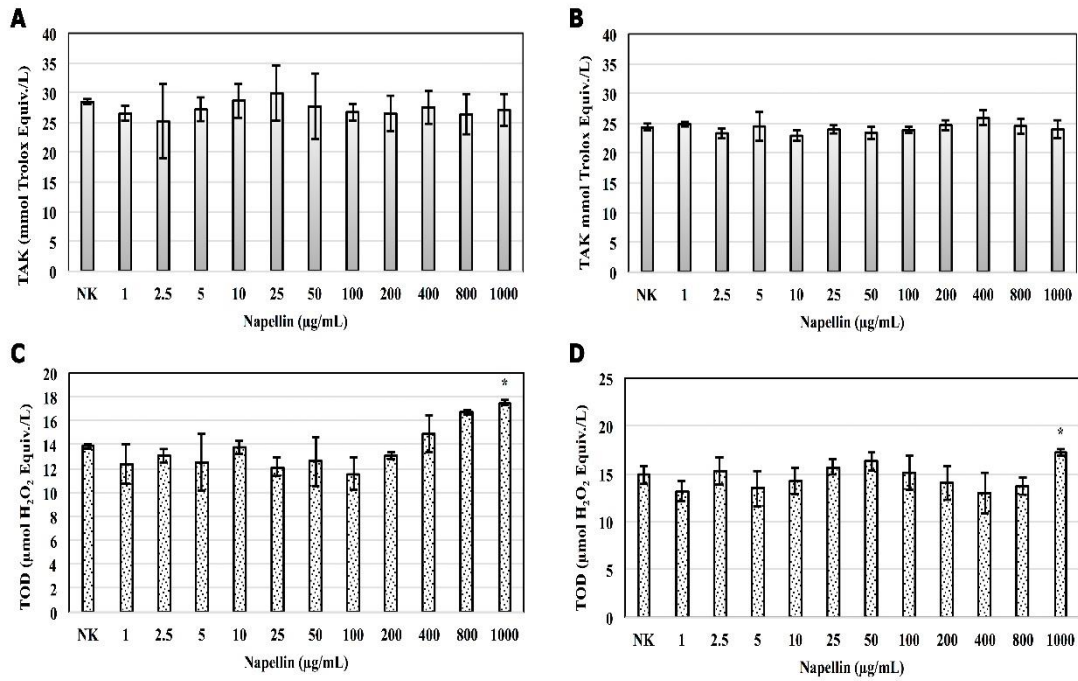 A
TAK (mmol Trolox Equiv./L)
40
35
30
25
20
15
10
5
0
NK 1 2.5 5 10 25 50 100 200 400 800 1000
Napellin (µg/mL)
B
TAK mmol Trolox Equiv./L)
40
35
30
25
20
15
10
5
0
NK 1 2.5 5 10 25 50 100 200 400 800 1000
Napellin (µg/mL)
C
TOD (µmol H₂O₂ Equiv./L)
20
18
16
14
12
10
8
6
4
2
0
*
NK 1 2.5 5 10 25 50 100 200 400 800 1000
Napellin (µg/mL)
D
TOD (µmol H₂O₂ Equiv./L)
25
20
15
10
5
0
*
NK 1 2.5 5 10 25 50 100 200 400 800 1000
Napellin (µg/mL)